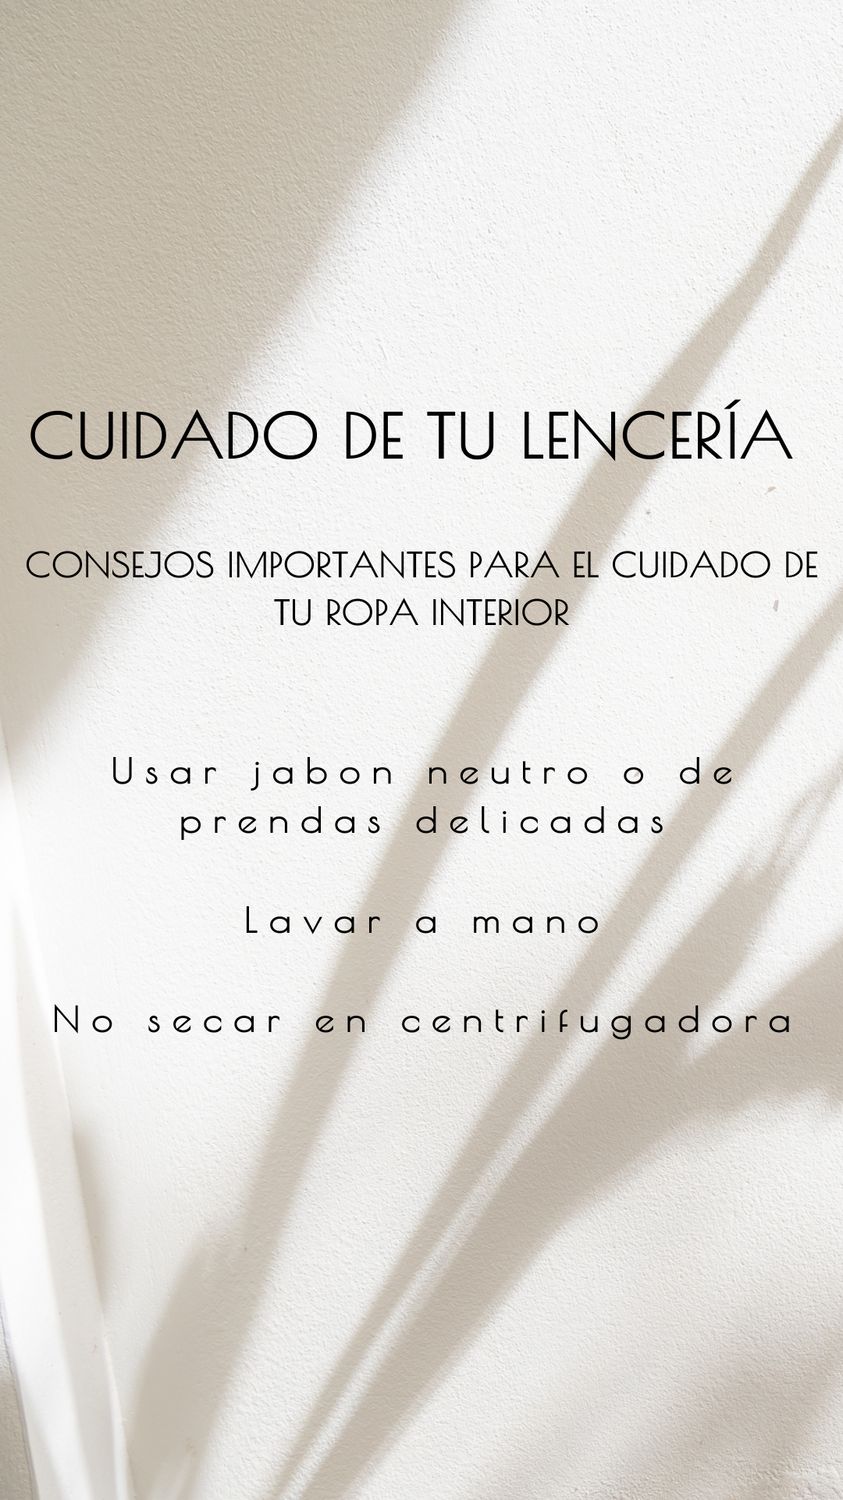 CUIDADO DE TU LENCERÍA
CONSEJOS IMPORTANTES PARA EL CUIDADO DE
TU ROPA INTERIOR
Usar jabon neutro o de
prendas delicadas
Lavar a mano
No secar en centrifugadora